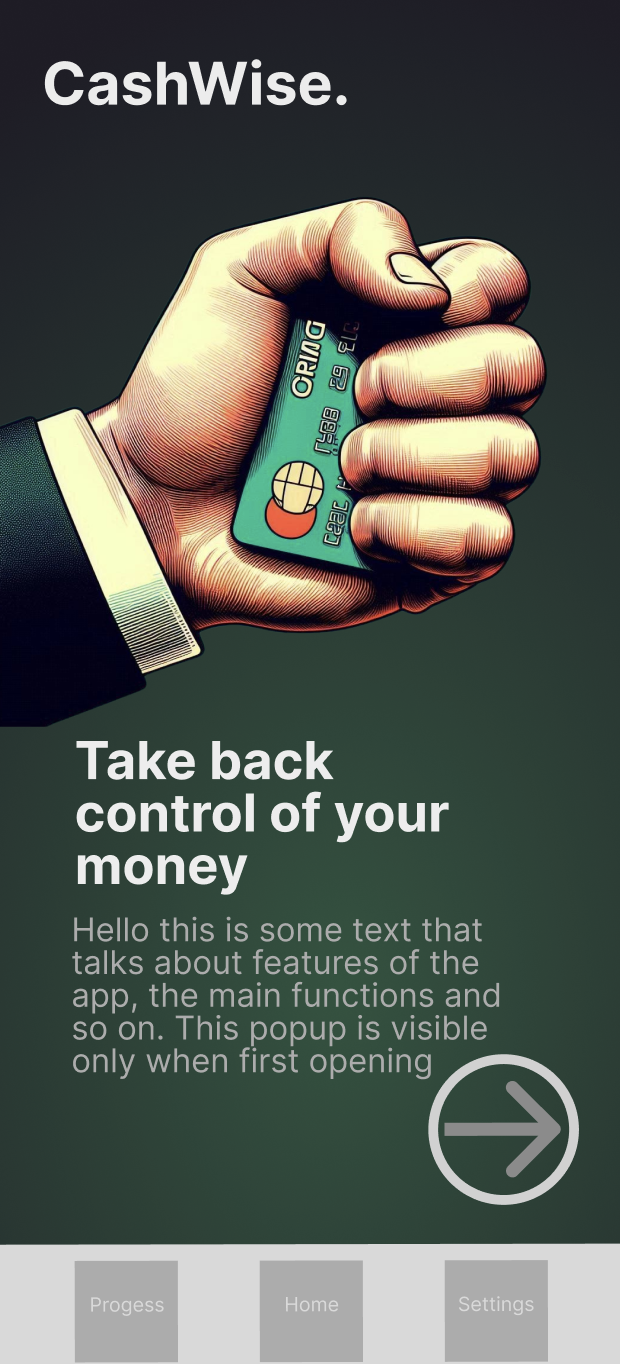 CashWise.
Take back
control of your
money
Hello this is some text that
talks about features of the
app, the main functions and
so on. This popup is visible
only when first opening
Progess
Home
Settings